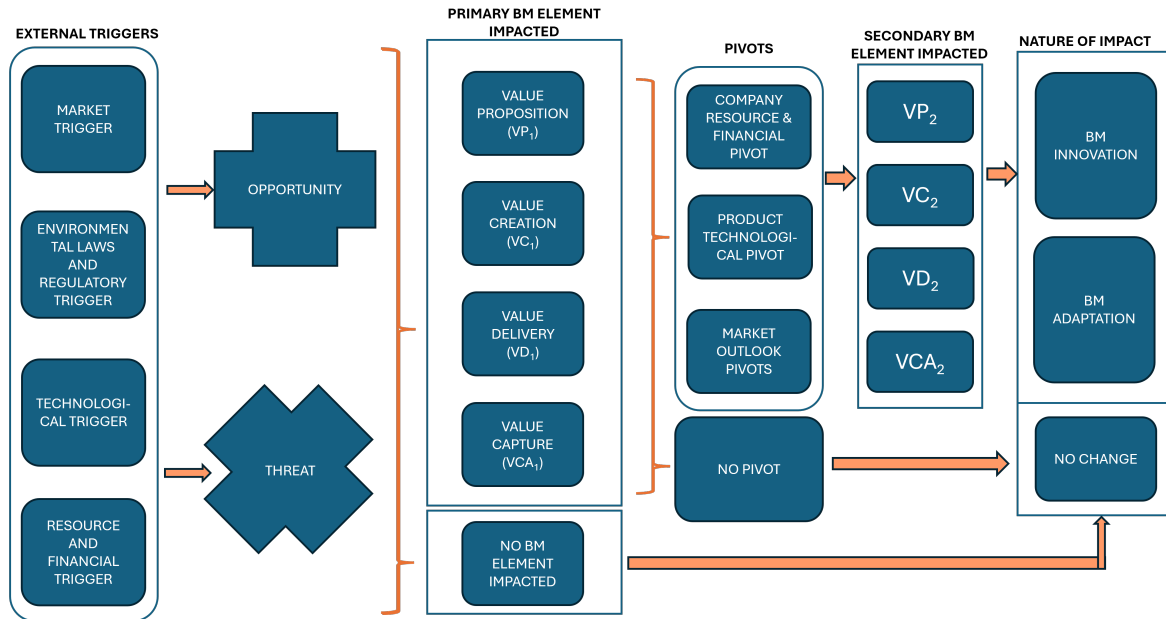 EXTERNAL TRIGGERS
MARKET
TRIGGER
ENVIRONMEN
TAL LAWS
AND
REGULATORY
TRIGGER
TECHNOLOGI-
CAL TRIGGER
RESOURCE
AND
FINANCIAL
TRIGGER
OPPORTUNITY
THREAT
PRIMARY BM ELEMENT
IMPACTED
VALUE
PROPOSITION
(VP₁)
VALUE
CREATION
(VC₁)
VALUE
DELIVERY
(VD₁)
VALUE
CAPTURE
(VCA₁)
NO BM
ELEMENT
IMPACTED
PIVOTS
COMPANY
RESOURCE &
FINANCIAL
PIVOT
PRODUCT
TECHNOLOGI-
CAL PIVOT
MARKET
OUTLOOK
PIVOTS
NO PIVOT
SECONDARY BM
ELEMENT IMPACTED
VP₂
VC₂
VD₂
VCA₂
NATURE OF IMPACT
BM
INNOVATION
BM
ADAPTATION
NO CHANGE